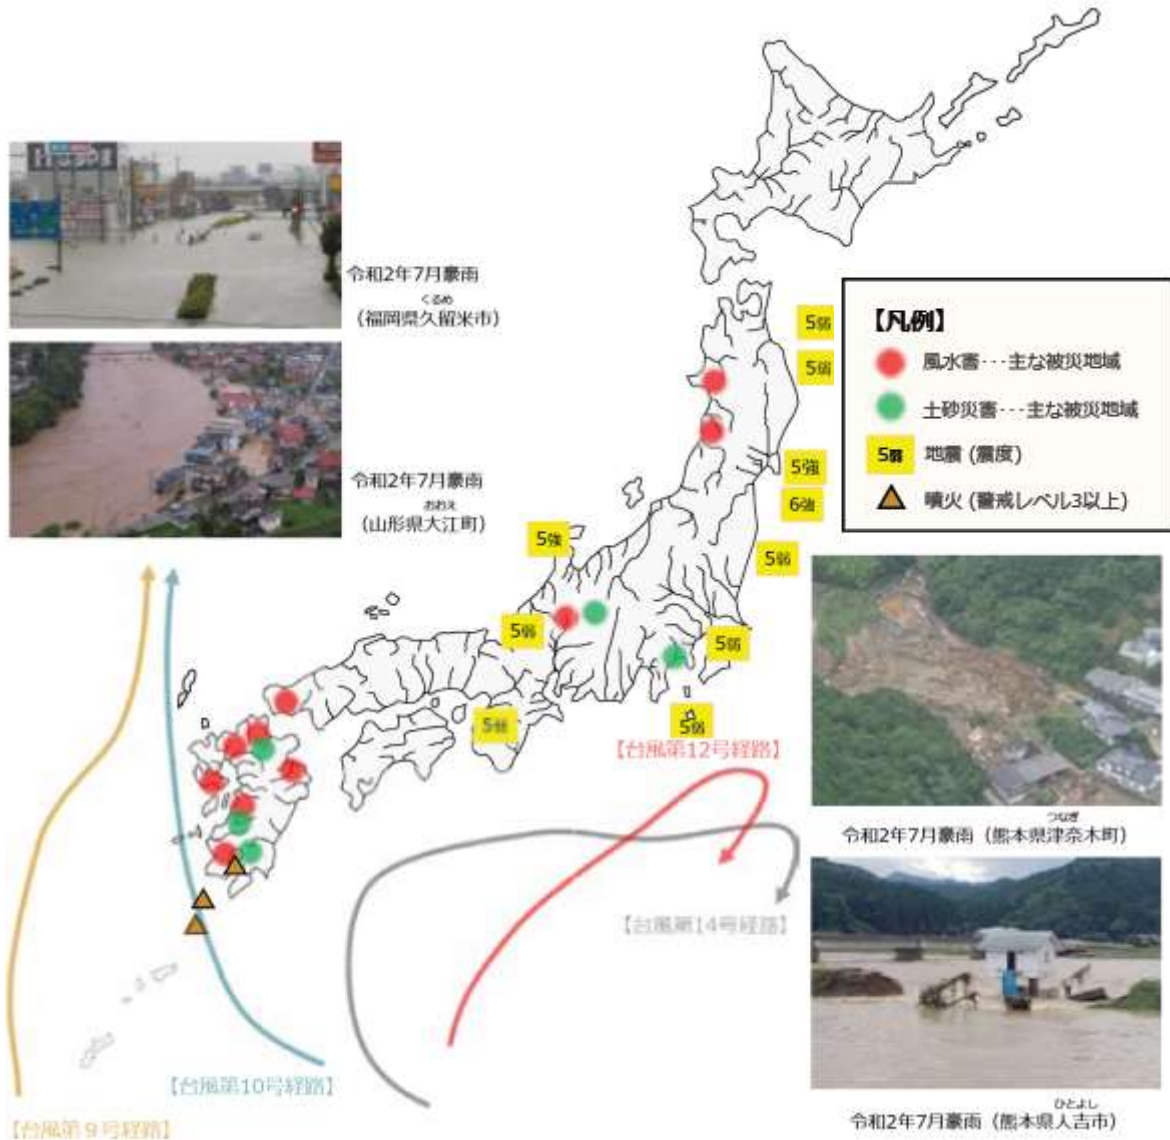 令和2年7月豪雨
くるめ
（福岡県久留米市）
令和2年7月豪雨
おおえ
（山形県大江町）
【凡例】
風水害･･･主な被災地域
土砂災害･･･主な被災地域
5弱 地震 (震度)
噴火 (警戒レベル3以上)
5弱
5弱
5強
6強
5強
5弱
5弱
5弱
5弱
5弱
【台風第12号経路】
【台風第14号経路】
【台風第10号経路】
【台風第９号経路】
つなぎ
令和2年7月豪雨（熊本県津奈木町）
ひとよし
令和2年7月豪雨（熊本県人吉市）